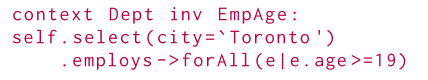 context Dept inv EmpAge:
self.select(city=`Toronto')
.employs->forAll(e|e.age>=19)